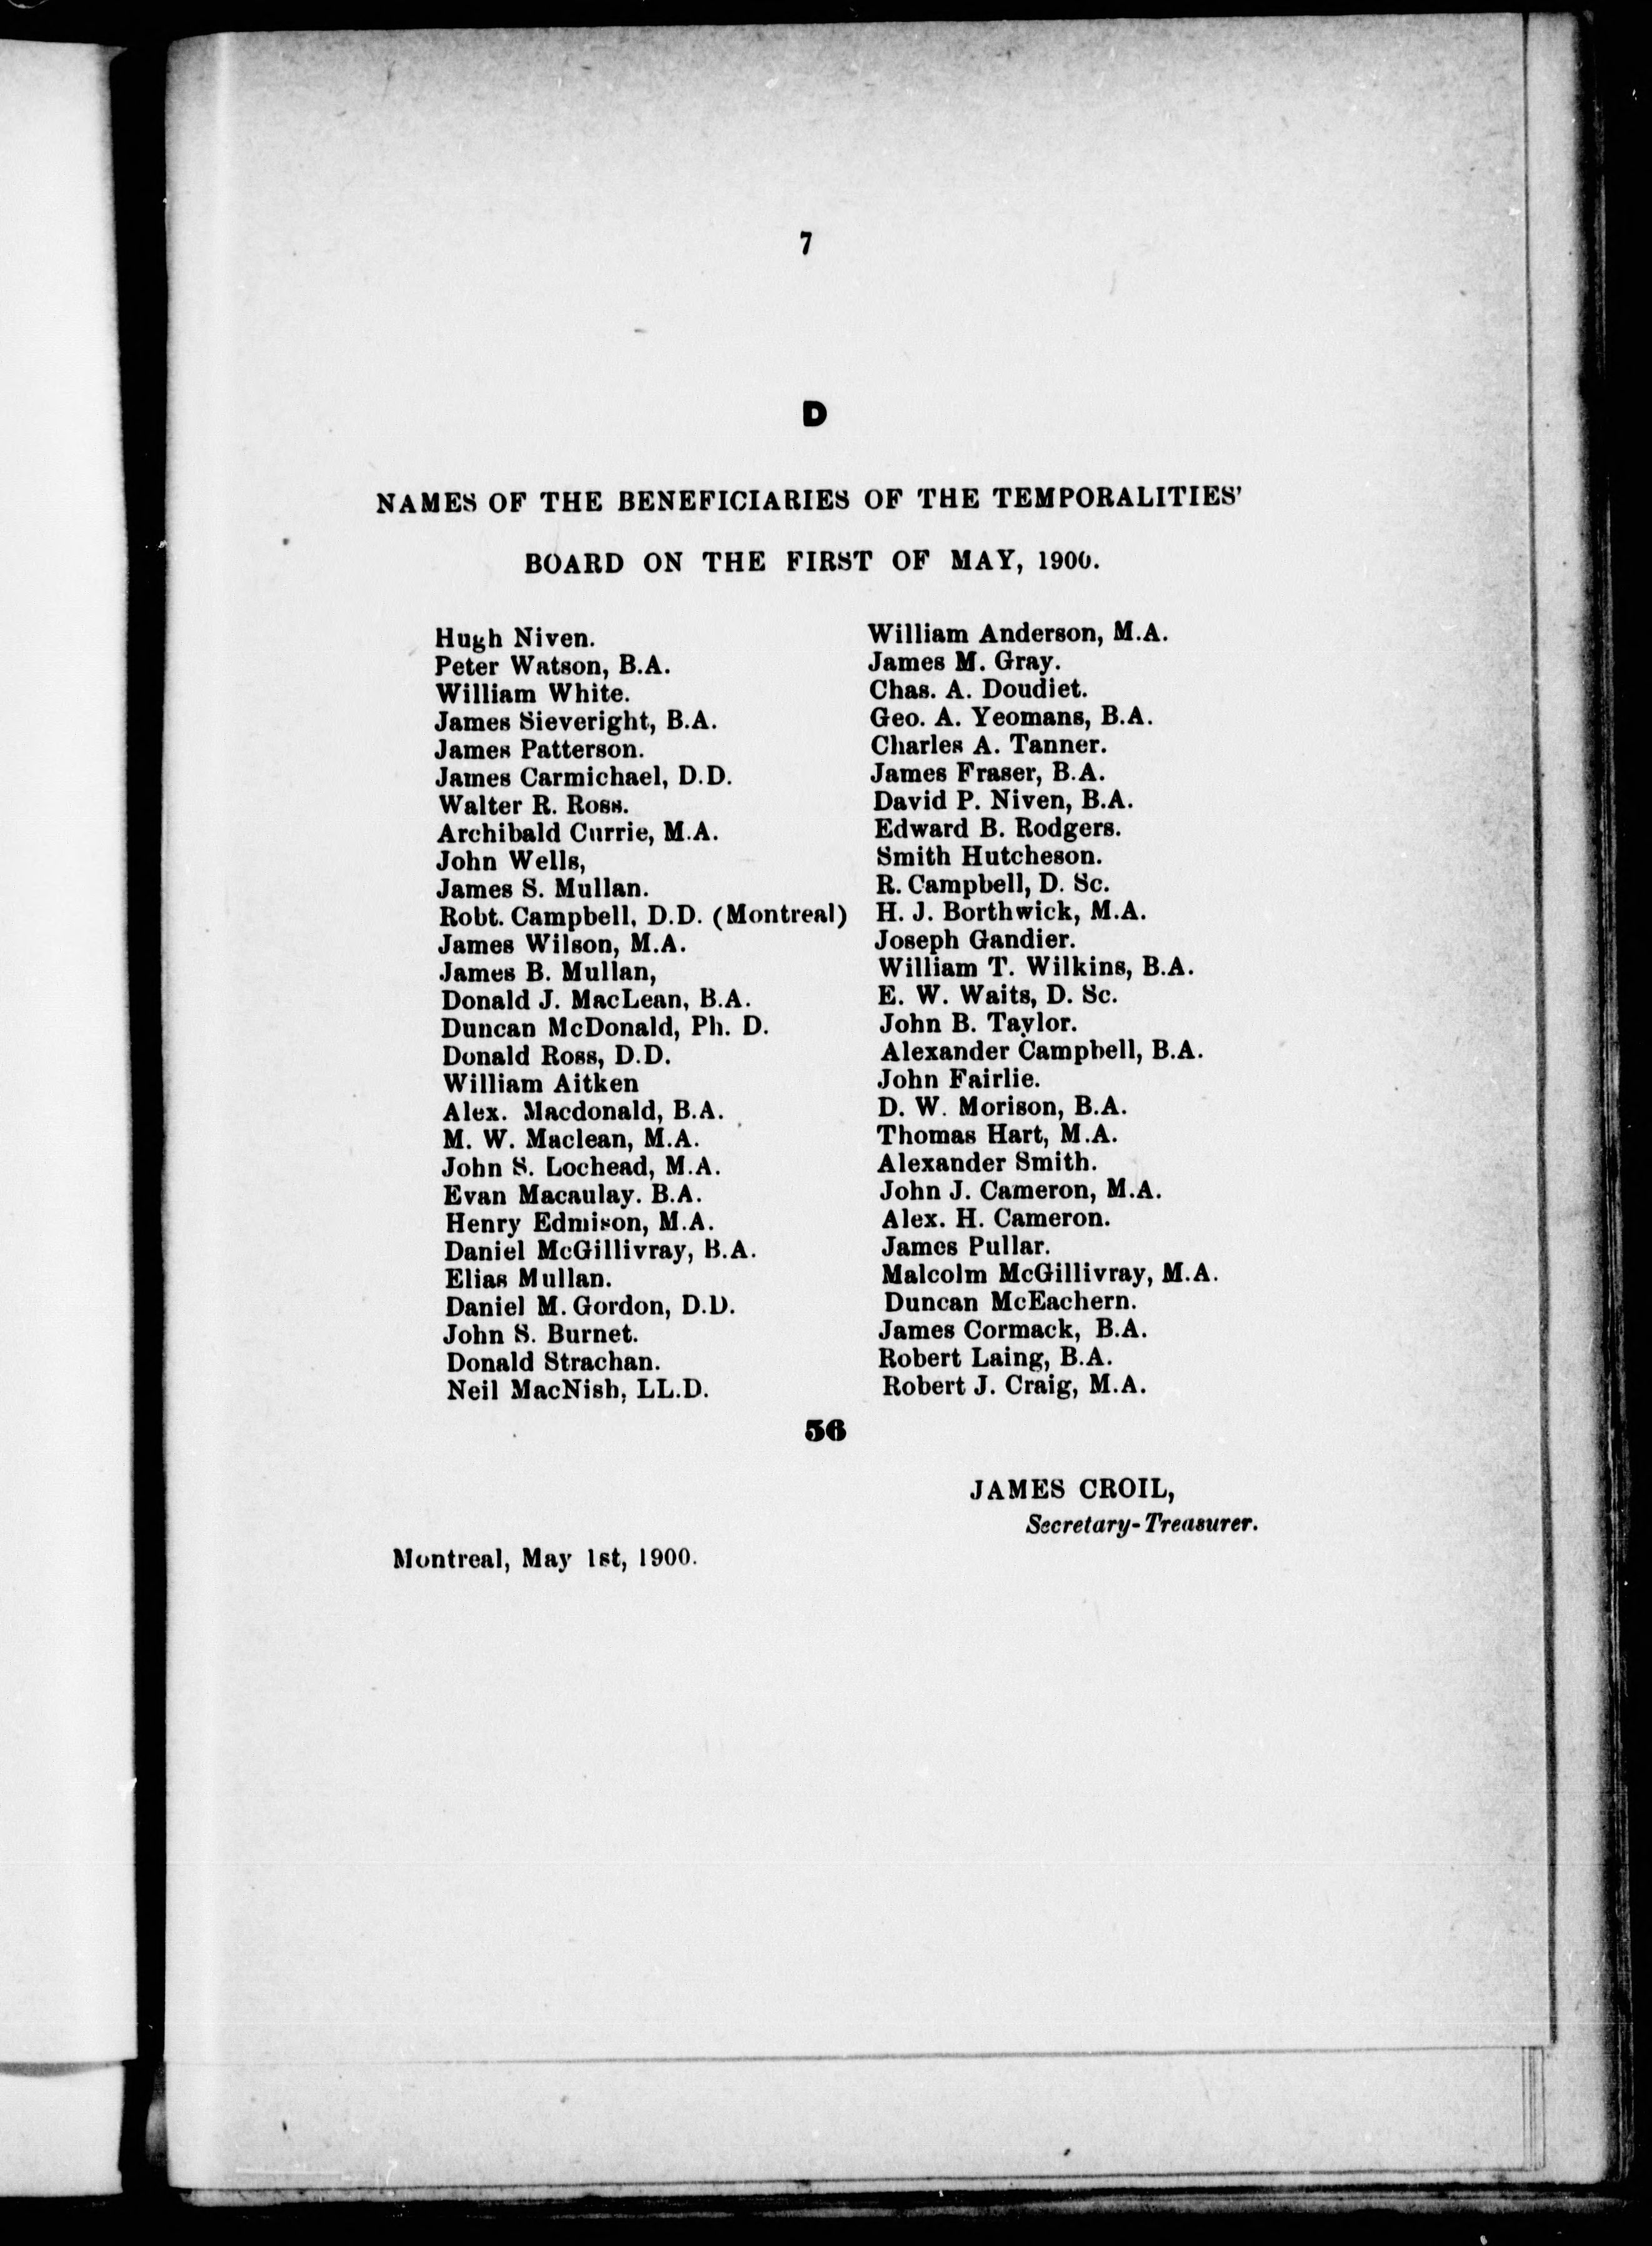 7
D
NAMES OF THE BENEFICIARIES OF THE TEMPORALITIES'
BOARD ON THE FIRST OF MAY, 1900.
Hugh Niven.
Peter Watson, B.A.
William White.
James Sieveright, B.A.
James Patterson.
James Carmichael, D.D.
Walter R. Ross.
Archibald Currie, M.A.
John Wells,
James S. Mullan.
Robt. Campbell, D.D. (Montreal)
James Wilson, M.A.
James B. Mullan,
Donald J. MacLean, B.A.
Duncan McDonald, Ph. D.
Donald Ross, D.D.
William Aitken
Alex. Macdonald, B.A.
M. W. Maclean, M.A.
John S. Lochead, M.A.
Evan Macaulay. B.A.
Henry Edmison, M.A.
Daniel McGillivray, B.A.
Elias Mullan.
Daniel M. Gordon, D.D.
John S. Burnet.
Donald Strachan.
Neil MacNish, LL.D.
William Anderson, M.A.
James M. Gray.
Chas. A. Doudiet.
Geo. A. Yeomans, B.A.
Charles A. Tanner.
James Fraser, B.A.
David P. Niven, B.A.
Edward B. Rodgers.
Smith Hutcheson.
R. Campbell, D. Sc.
H. J. Borthwick, M.A.
Joseph Gandier.
William T. Wilkins, B.A.
E. W. Waits, D. Sc.
John B. Taylor.
Alexander Campbell, B.A.
John Fairlie.
D. W. Morison, B.A.
Thomas Hart, M.A.
Alexander Smith.
John J. Cameron, M.A.
Alex. H. Cameron.
James Pullar.
Malcolm McGillivray, M.A.
Duncan McEachern.
James Cormack, B.A.
Robert Laing, B.A.
Robert J. Craig, M.A.
56
JAMES CROIL,
Secretary-Treasurer.
Montreal, May 1st, 1900.